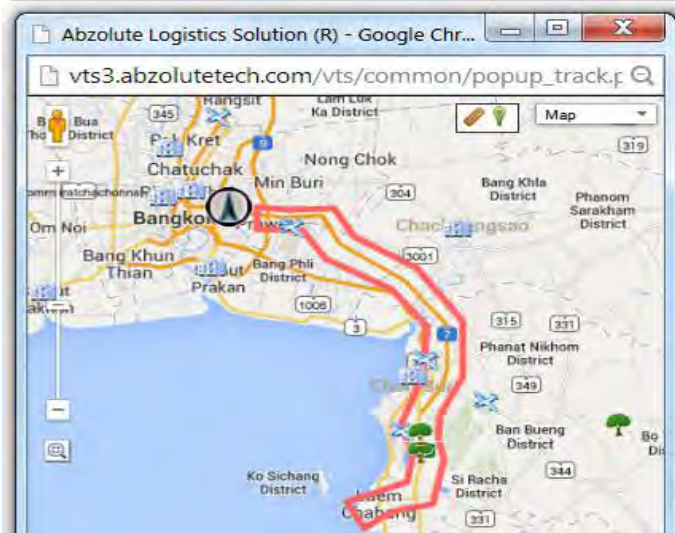 Abzolute Logistics Solution (R) - Google Chr...
vts3.abzolutetech.com/vts/common/popup_track.p
Rangsit
Lam Luk
Ka District
Map
345
Bua
District
Kret
9
319
Nong Chok
Chatuchak
Min Buri
304
Bang Khla
District
Phanom
Sarakham
District
Om Noi
Bang Khun
Thian
Prakan
Bang Phli
District
3001
1006
3
7
315
331
Phanat Nikhom
District
349
Ban Bueng
District
Ko Sichang
District
Si Racha
District
344
331